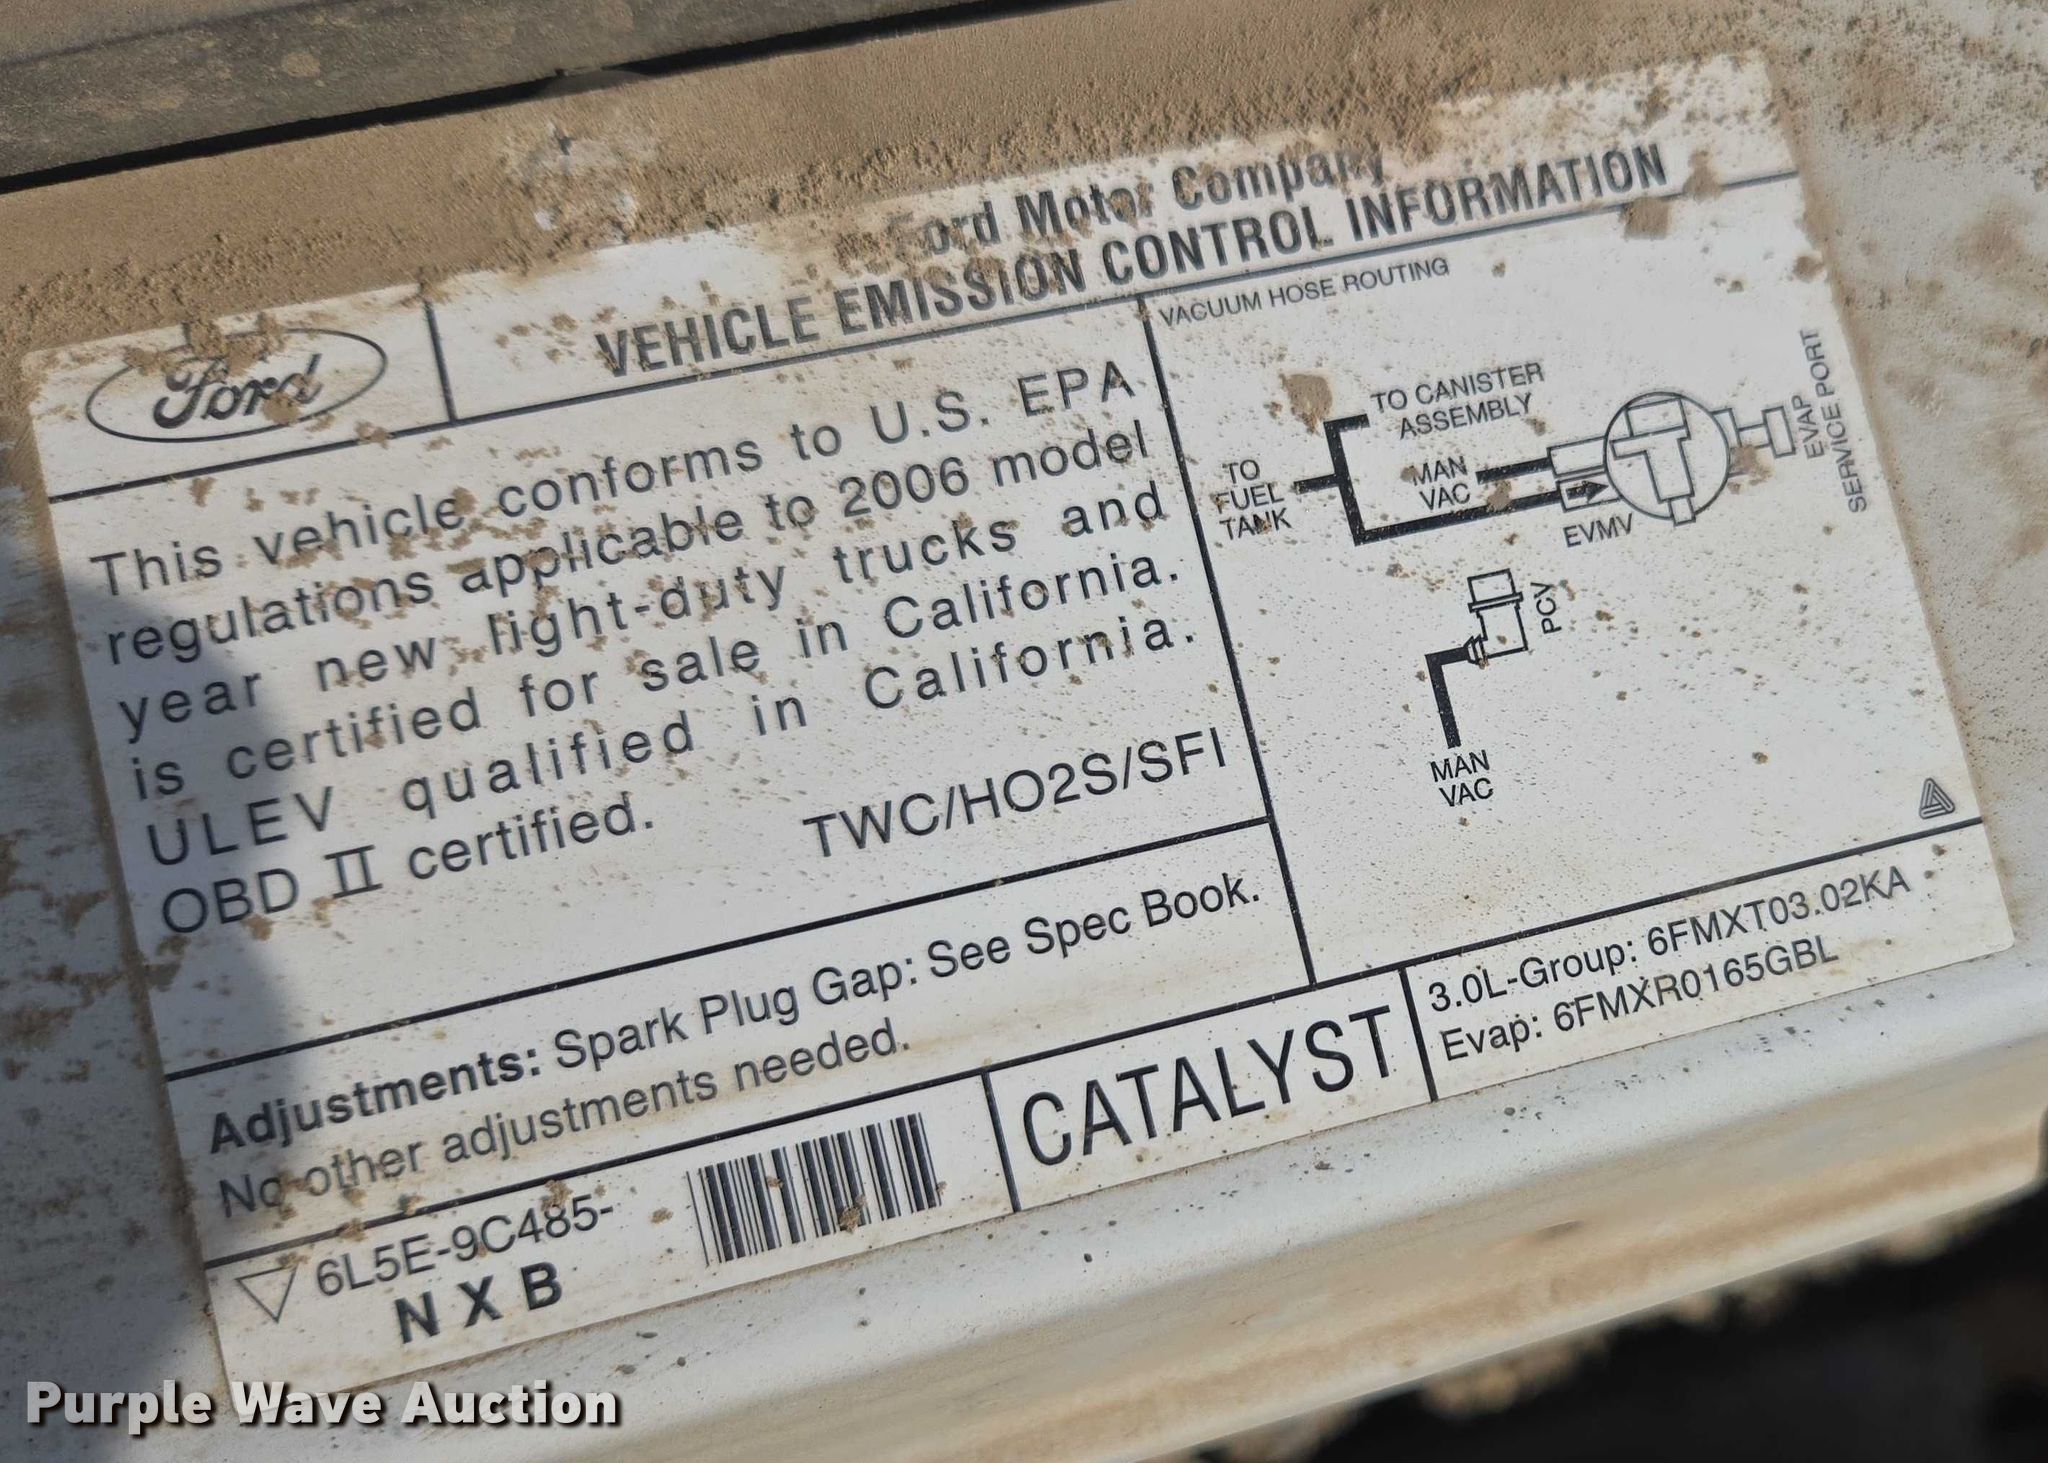 Ford Motor Company
VEHICLE EMISSION CONTROL INFORMATION
Ford
This vehicle conforms to U.S. EPA
regulations applicable to 2006 model
year new light-duty trucks and
is certified for sale in California.
ULEV qualified in California.
OBD II certified.
TWC/HO2S/SFI
Adjustments: Spark Plug Gap: See Spec Book.
No other adjustments needed.
VACUUM HOSE ROUTING
TO CANISTER
ASSEMBLY
TO
FUEL
TANK
MAN
VAC
EVMV
EVAP
SERVICE PORT
PCV
MAN
VAC
6L5E-9C485-
N X B
CATALYST
3.0L-Group: 6FMXT03.02KA
Evap: 6FMXR0165GBL
Purple Wave Auction